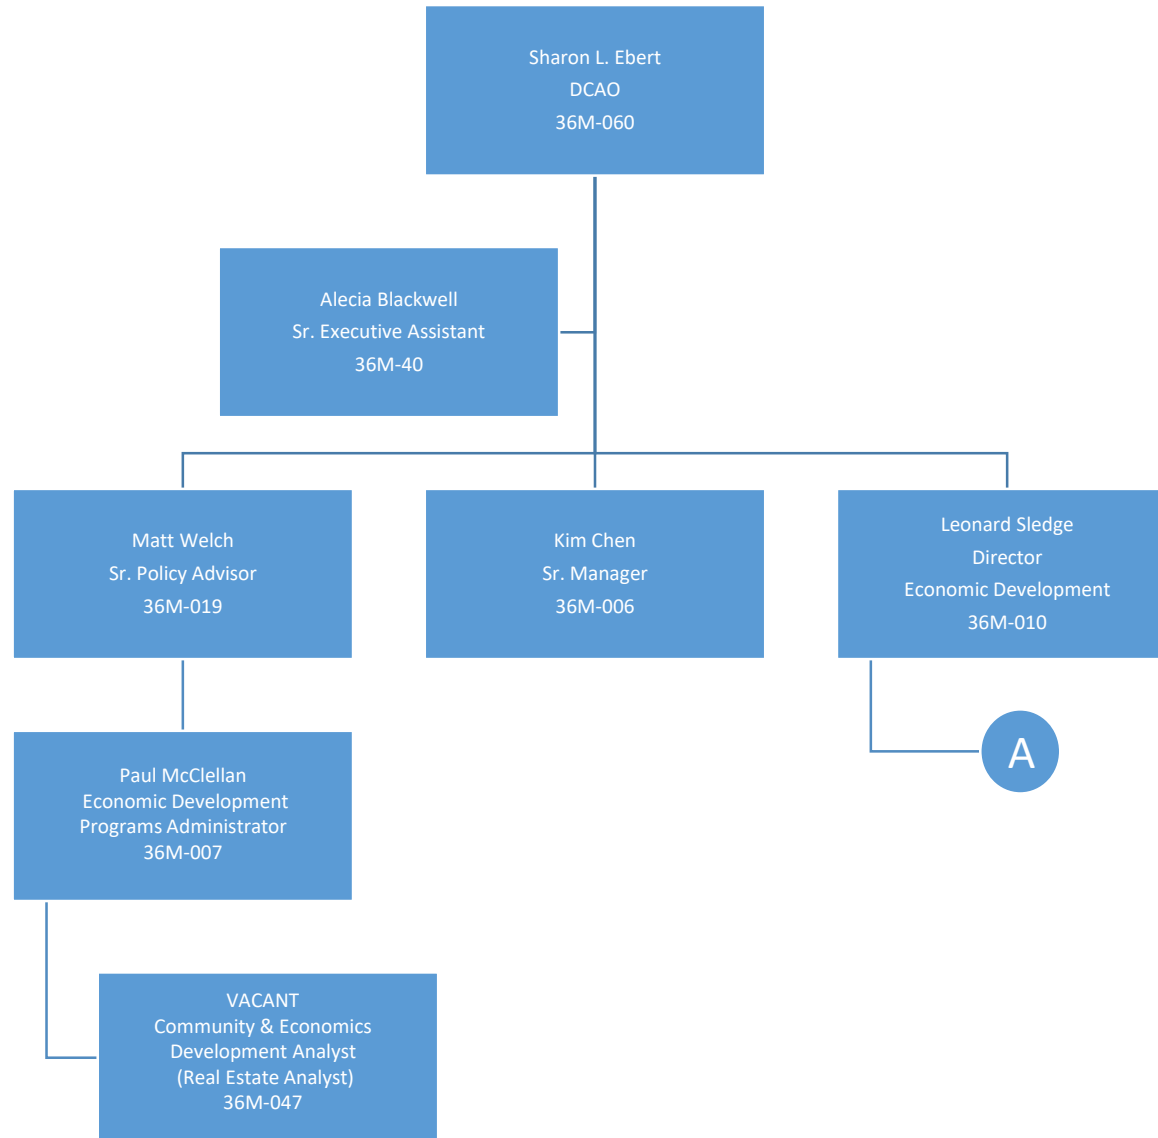 Sharon L. Ebert
DCAO
36M-060
Alecia Blackwell
Sr. Executive Assistant
36M-40
Matt Welch
Sr. Policy Advisor
36M-019
Kim Chen
Sr. Manager
36M-006
Leonard Sledge
Director
Economic Development
36M-010
A
Paul McClellan
Economic Development
Programs Administrator
36M-007
VACANT
Community & Economics
Development Analyst
(Real Estate Analyst)
36M-047